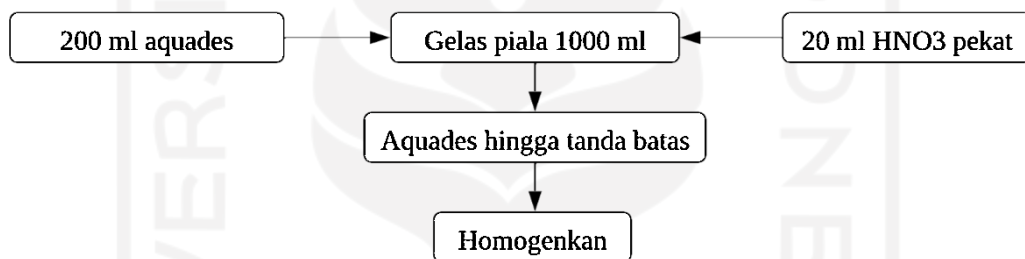 200 ml aquades
Gelas piala 1000 ml
20 ml HNO3 pekat
Aquades hingga tanda batas
Homogenkan